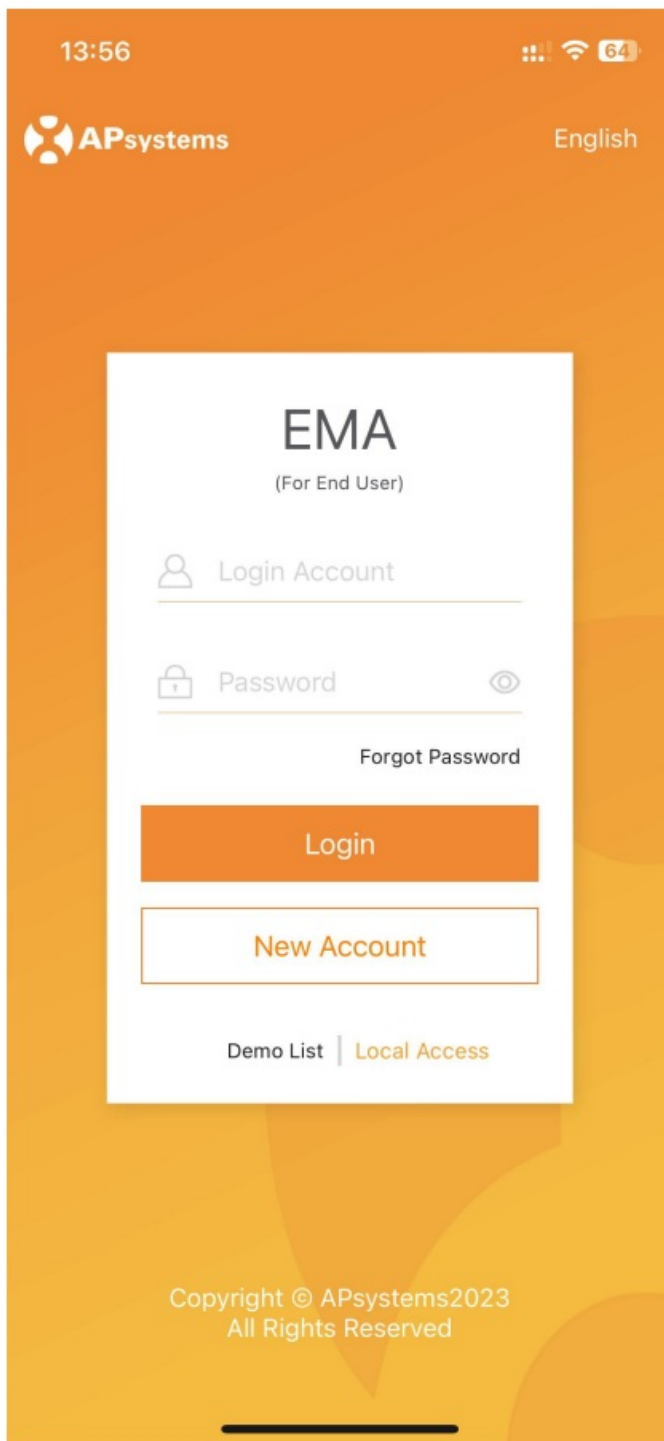 13:56
64
APsystems
English
EMA
(For End User)
Login Account
Password
Forgot Password
Login
New Account
Demo List | Local Access
Copyright © APsystems2023
All Rights Reserved